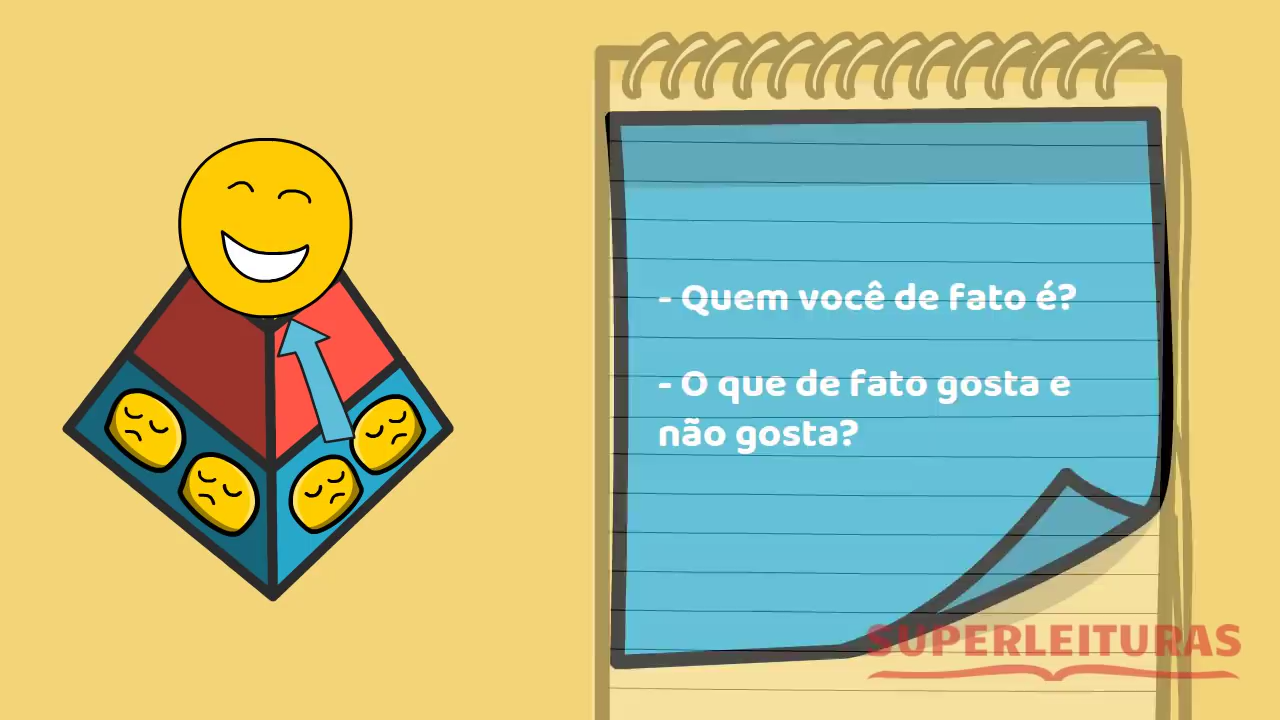 - Quem você de fato é?
- O que de fato gosta e
não gosta?
SUPERLEITURAS